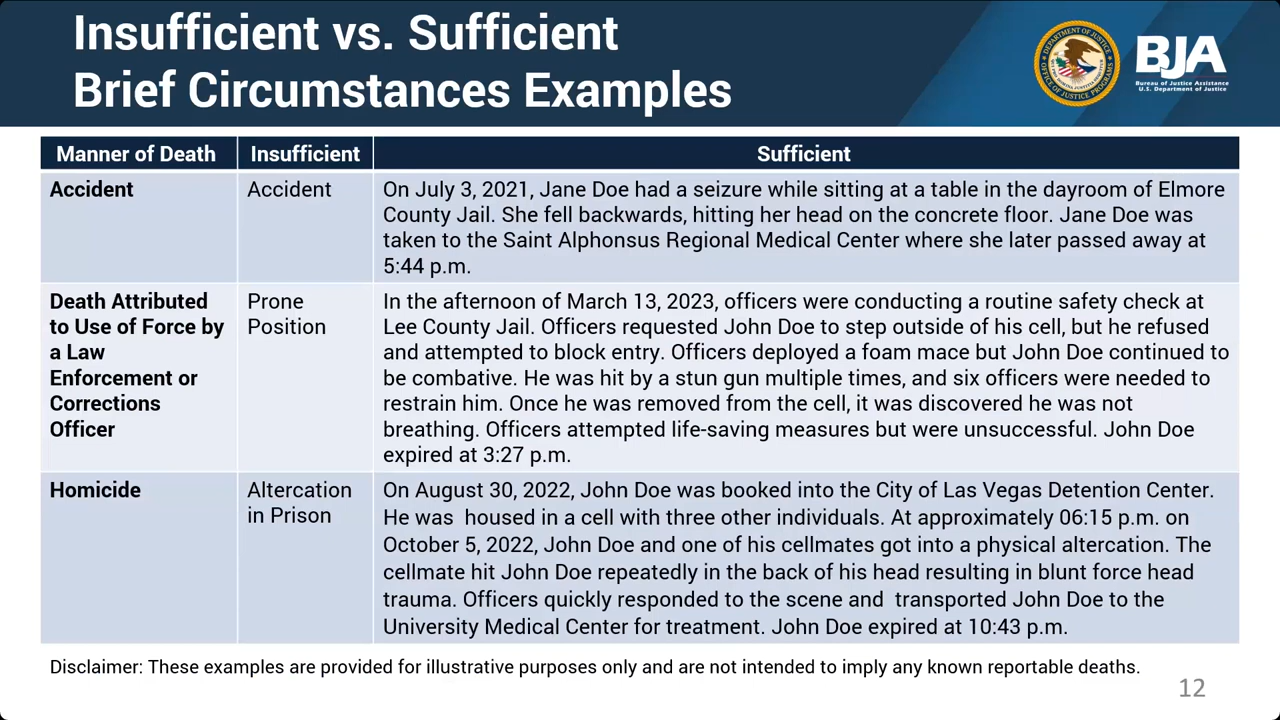 Insufficient vs. Sufficient
Brief Circumstances Examples
BJA
Bureau of Justice Assistance
U.S. Department of Justice
Manner of Death
Insufficient
Sufficient
Accident
Accident
On July 3, 2021, Jane Doe had a seizure while sitting at a table in the dayroom of Elmore
County Jail. She fell backwards, hitting her head on the concrete floor. Jane Doe was
taken to the Saint Alphonsus Regional Medical Center where she later passed away at
5:44 p.m.
Death Attributed
to Use of Force by
a Law
Enforcement or
Corrections
Officer
Prone
Position
In the afternoon of March 13, 2023, officers were conducting a routine safety check at
Lee County Jail. Officers requested John Doe to step outside of his cell, but he refused
and attempted to block entry. Officers deployed a foam mace but John Doe continued to
be combative. He was hit by a stun gun multiple times, and six officers were needed to
restrain him. Once he was removed from the cell, it was discovered he was not
breathing. Officers attempted life-saving measures but were unsuccessful. John Doe
expired at 3:27 p.m.
Homicide
Altercation
in Prison
On August 30, 2022, John Doe was booked into the City of Las Vegas Detention Center.
He was  housed in a cell with three other individuals. At approximately 06:15 p.m. on
October 5, 2022, John Doe and one of his cellmates got into a physical altercation. The
cellmate hit John Doe repeatedly in the back of his head resulting in blunt force head
trauma. Officers quickly responded to the scene and  transported John Doe to the
University Medical Center for treatment. John Doe expired at 10:43 p.m.
Disclaimer: These examples are provided for illustrative purposes only and are not intended to imply any known reportable deaths.
12